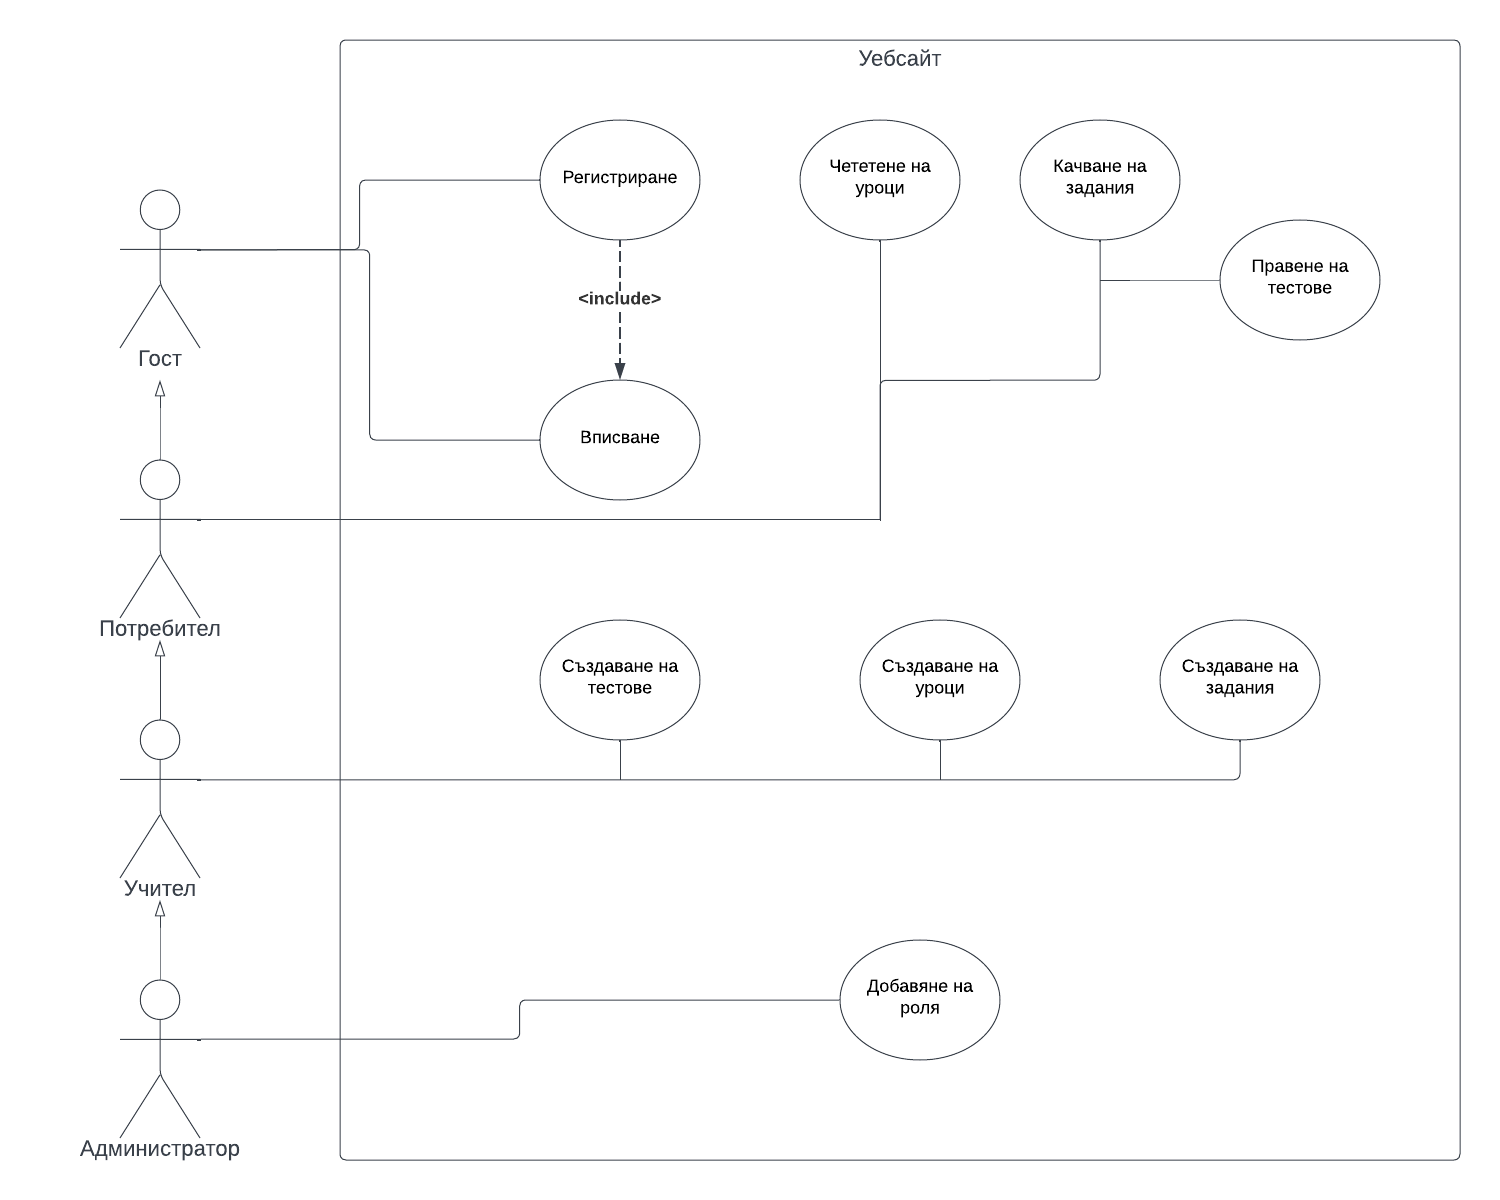 Уебсайт
Регистриране
Чететене на
уроци
Качване на
задания
Правене на
тестове
<include>
Гост
Вписване
Потребител
Създаване на
тестове
Създаване на
уроци
Създаване на
задания
Учител
Добавяне на
роля
Администратор